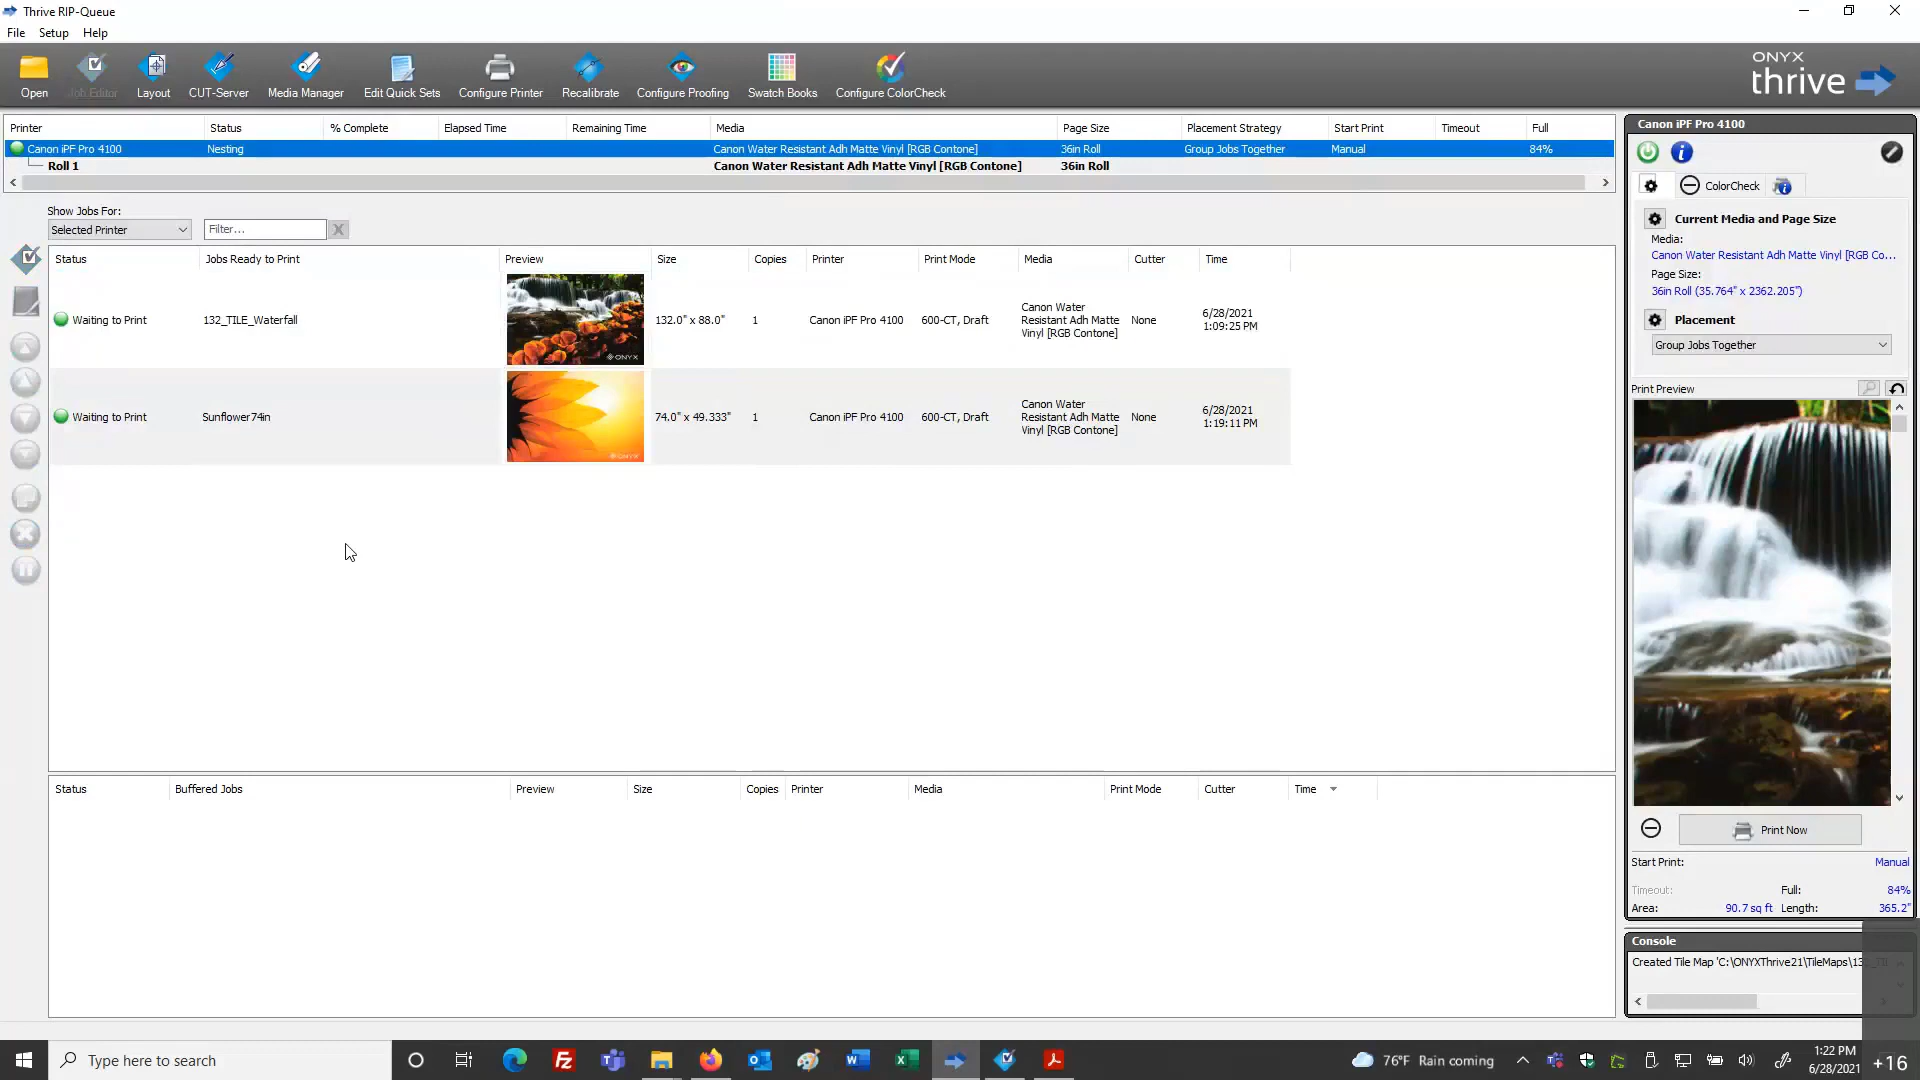 Thrive RIP-Queue
File Setup Help
Open Job Editor Layout CUT-Server Media Manager Edit Quick Sets Configure Printer Recalibrate Configure Proofing Swatch Books Configure ColorCheck
ONYX
thrive
Printer Status % Complete Elapsed Time Remaining Time Media Page Size Placement Strategy Start Print Timeout Full
Canon iPF Pro 4100 Nesting Canon Water Resistant Adh Matte Vinyl [RGB Contone] 36in Roll Group Jobs Together Manual 84%
Roll 1 Canon Water Resistant Adh Matte Vinyl [RGB Contone] 36in Roll
Show Jobs For:
Selected Printer Filter... X
Status Jobs Ready to Print Preview Size Copies Printer Print Mode Media Cutter Time
Waiting to Print 132_TILE_Waterfall ONYX 132.0" x 88.0" 1 Canon iPF Pro 4100 600-CT, Draft Canon Water Resistant Adh Matte Vinyl [RGB Contone] None 6/28/2021 1:09:25 PM
Waiting to Print Sunflower74in ONYX 74.0" x 49.333" 1 Canon iPF Pro 4100 600-CT, Draft Canon Water Resistant Adh Matte Vinyl [RGB Contone] None 6/28/2021 1:19:11 PM
Status Buffered Jobs Preview Size Copies Printer Media Print Mode Cutter Time
Canon iPF Pro 4100
ColorCheck
Current Media and Page Size
Media:
Canon Water Resistant Adh Matte Vinyl [RGB Co...
Page Size:
36in Roll (35.764" x 2362.205")
Placement
Group Jobs Together
Print Preview
Print Now
Start Print: Manual
Timeout: Full: 84%
Area: 90.7 sq ft Length: 365.2"
Console
Created Tile Map 'C:\ONYXThrive21\TileMaps\13
Type here to search
76°F Rain coming
1:22 PM
6/28/2021
+16